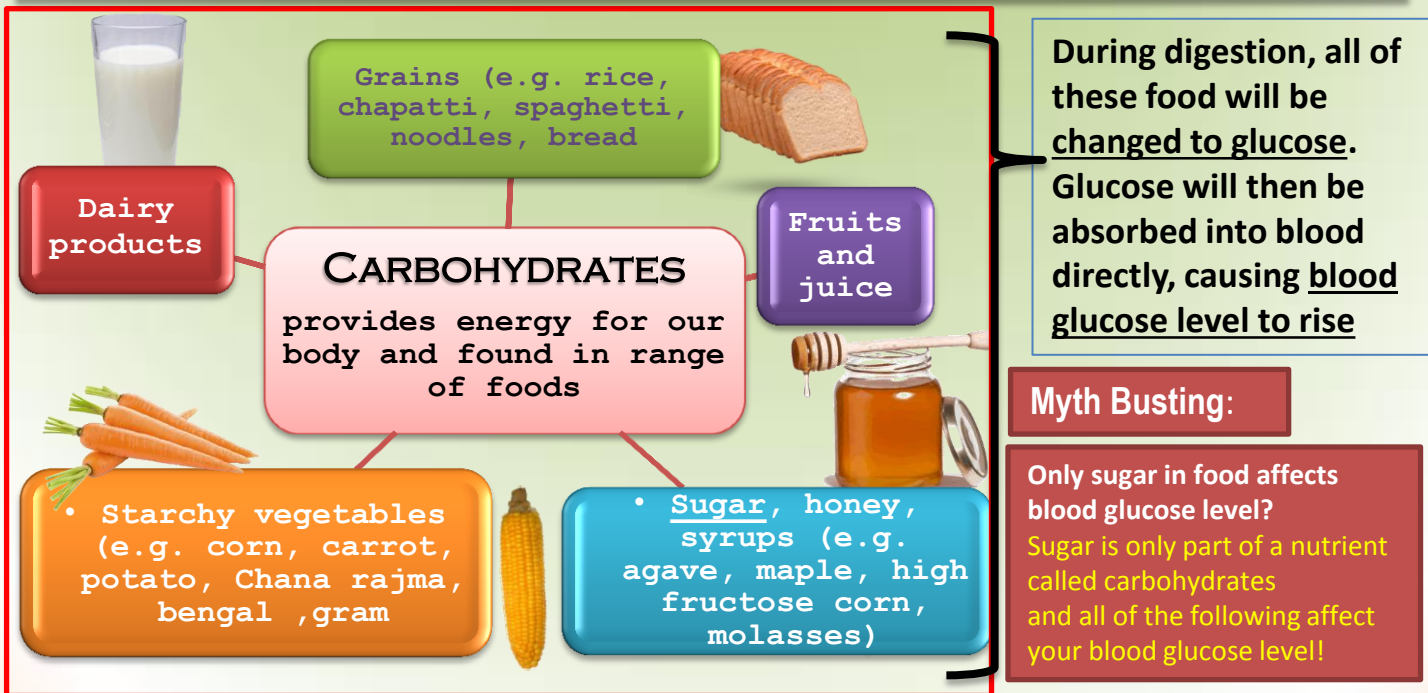 Grains (e.g. rice,
chapatti, spaghetti,
noodles, bread
Dairy
products
Fruits
and
juice
CARBOHYDRATES
provides energy for our
body and found in range
of foods
• Starchy vegetables
(e.g. corn, carrot,
potato, Chana rajma,
bengal ,gram
• Sugar, honey,
syrups (e.g.
agave, maple, high
fructose corn,
molasses)
During digestion, all of
these food will be
changed to glucose.
Glucose will then be
absorbed into blood
directly, causing blood
glucose level to rise
Myth Busting:
Only sugar in food affects
blood glucose level?
Sugar is only part of a nutrient
called carbohydrates
and all of the following affect
your blood glucose level!